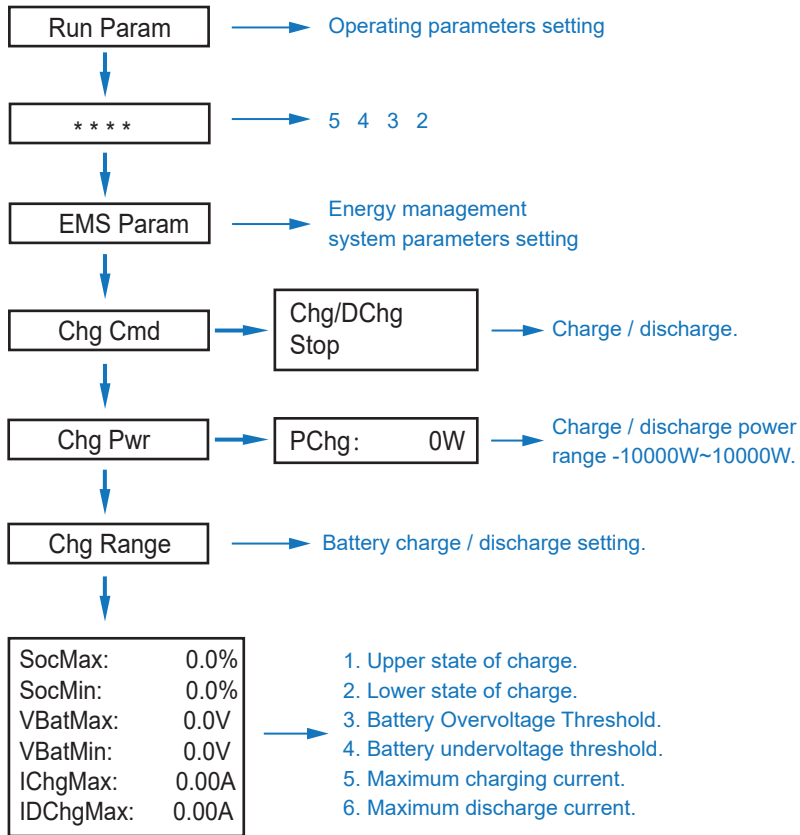 Run Param
Operating parameters setting
* * * *
5 4 3 2
EMS Param
Energy management
system parameters setting
Chg Cmd
Chg/DChg
Stop
Charge / discharge.
Chg Pwr
PChg: 0W
Charge / discharge power
range -10000W~10000W.
Chg Range
Battery charge / discharge setting.
SocMax: 0.0%
SocMin: 0.0%
VBatMax: 0.0V
VBatMin: 0.0V
IChgMax: 0.00A
IDChgMax: 0.00A
1. Upper state of charge.
2. Lower state of charge.
3. Battery Overvoltage Threshold.
4. Battery undervoltage threshold.
5. Maximum charging current.
6. Maximum discharge current.